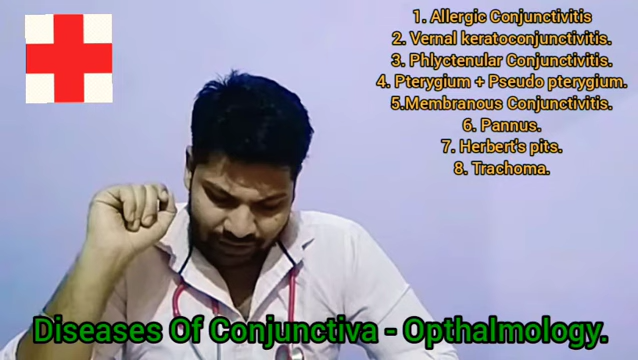 1. Allergic Conjunctivitis
2. Vernal keratoconjunctivitis.
3. Phlyctenular Conjunctivitis.
4. Pterygium + Pseudo pterygium.
5.Membranous Conjunctivitis.
6. Pannus.
7. Herbert's pits.
8. Trachoma.
Diseases Of Conjunctiva - Opthalmology.